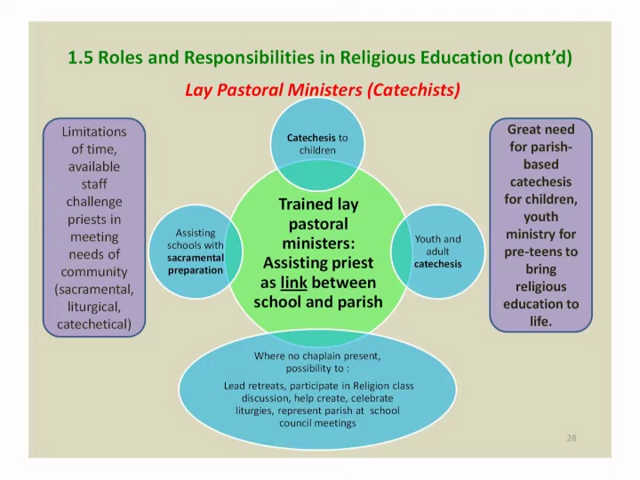 1.5 Roles and Responsibilities in Religious Education (cont’d)
Lay Pastoral Ministers (Catechists)
Limitations
of time,
available
staff
challenge
priests in
meeting
needs of
community
(sacramental,
liturgical,
catechetical)
Catechesis to
children
Assisting
schools with
sacramental
preparation
Trained lay
pastoral
ministers:
Assisting priest
as link between
school and parish
Youth and
adult
catechesis
Great need
for parish-
based
catechesis
for children,
youth
ministry for
pre-teens to
bring
religious
education to
life.
Where no chaplain present,
possibility to :
Lead retreats, participate in Religion class
discussion, help create, celebrate
liturgies, represent parish at school
council meetings
28